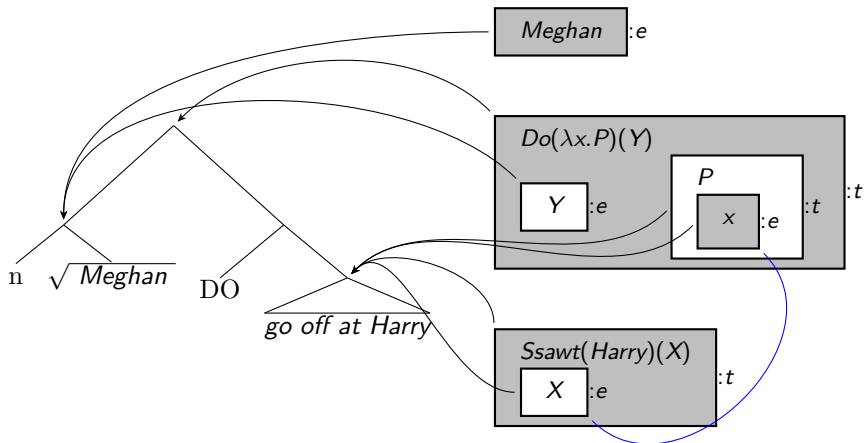 Meghan :e
Do(λx.P)(Y)
P
Y :e
x :e :t :t
n √Meghan
DO
go off at Harry
Ssawt(Harry)(X)
X :e :t